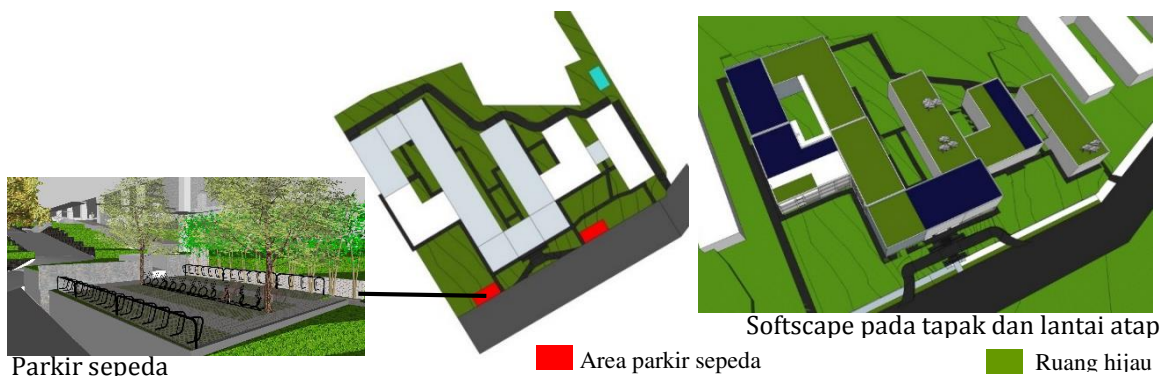 Softscape pada tapak dan lantai atap
Parkir sepeda
Area parkir sepeda
Ruang hijau